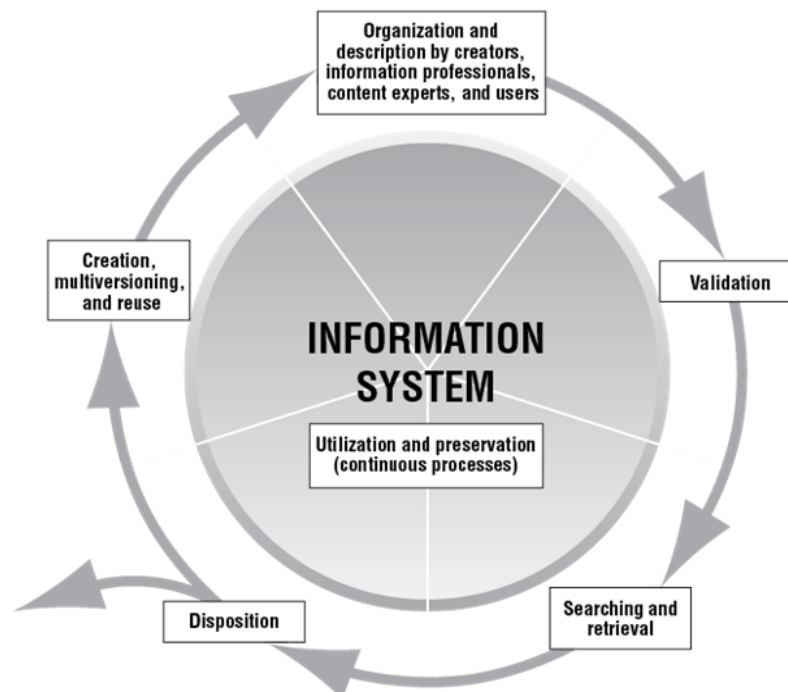 Organization and
description by creators,
information professionals,
content experts, and users
Creation,
multiversioning,
and reuse
Validation
INFORMATION
SYSTEM
Utilization and preservation
(continuous processes)
Searching and
retrieval
Disposition